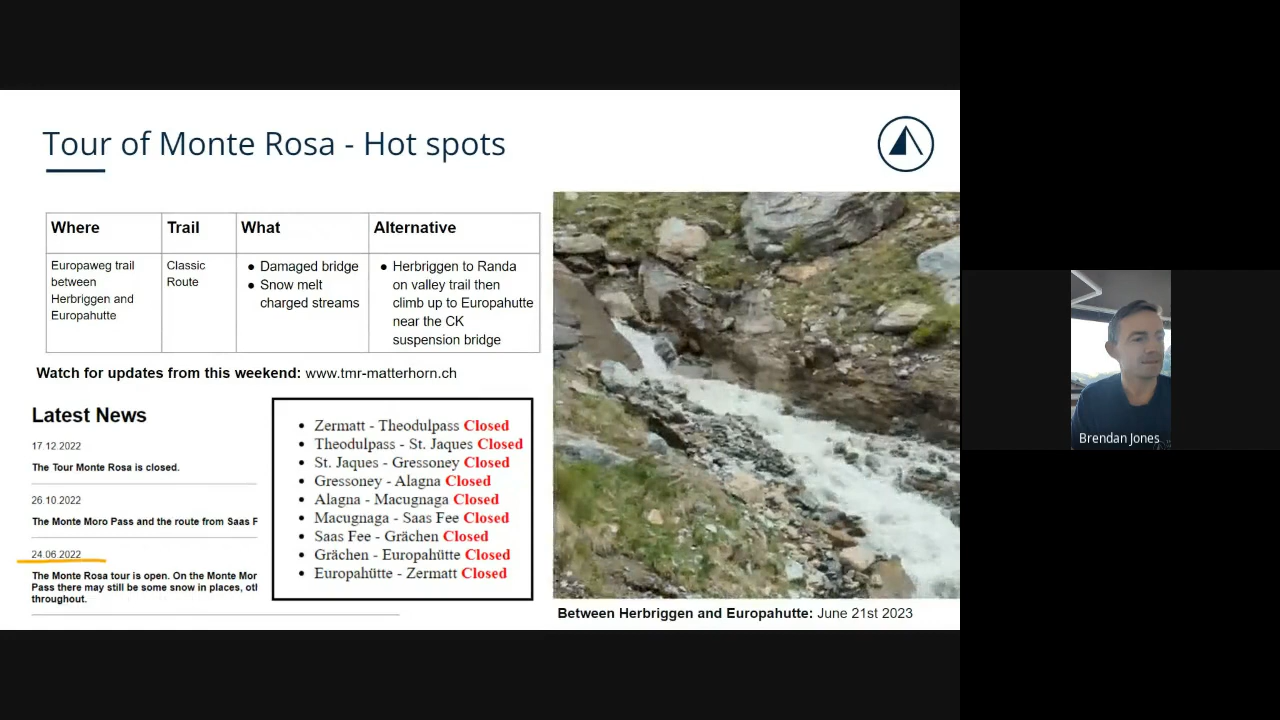 Tour of Monte Rosa - Hot spots
Where
Trail
What
Alternative
Europaweg trail
between
Herbriggen and
Europahutte
Classic
Route
● Damaged bridge
● Snow melt
charged streams
● Herbriggen to Randa
on valley trail then
climb up to Europahutte
near the CK
suspension bridge
Watch for updates from this weekend: www.tmr-matterhorn.ch
Latest News
17 12.2022
The Tour Monte Rosa is closed.
26 10.2022
The Monte Moro Pass and the route from Saas F
24.06.2022
The Monte Rosa tour is open. On the Monte Mor
Pass there may still be some snow in places, otl
throughout.
• Zermatt - Theodulpass Closed
• Theodulpass - St. Jaques Closed
• St. Jaques - Gressoney Closed
• Gressoney - Alagna Closed
• Alagna - Macugnaga Closed
• Macugnaga - Saas Fee Closed
• Saas Fee - Grächen Closed
• Grächen - Europahütte Closed
• Europahütte - Zermatt Closed
Between Herbriggen and Europahutte: June 21st 2023
Brendan Jones